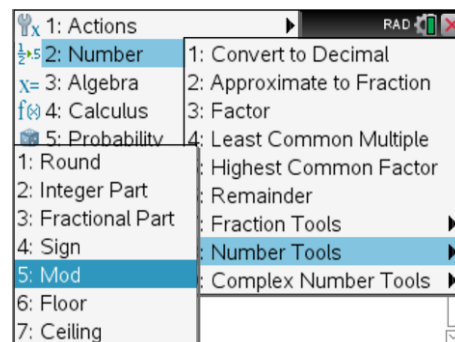 1: Actions
RAD
2: Number
3: Algebra
4: Calculus
5: Probability
1: Convert to Decimal
2: Approximate to Fraction
3: Factor
4: Least Common Multiple
: Highest Common Factor
: Remainder
: Fraction Tools
: Number Tools
: Complex Number Tools
1: Round
2: Integer Part
3: Fractional Part
4: Sign
5: Mod
6: Floor
7: Ceiling